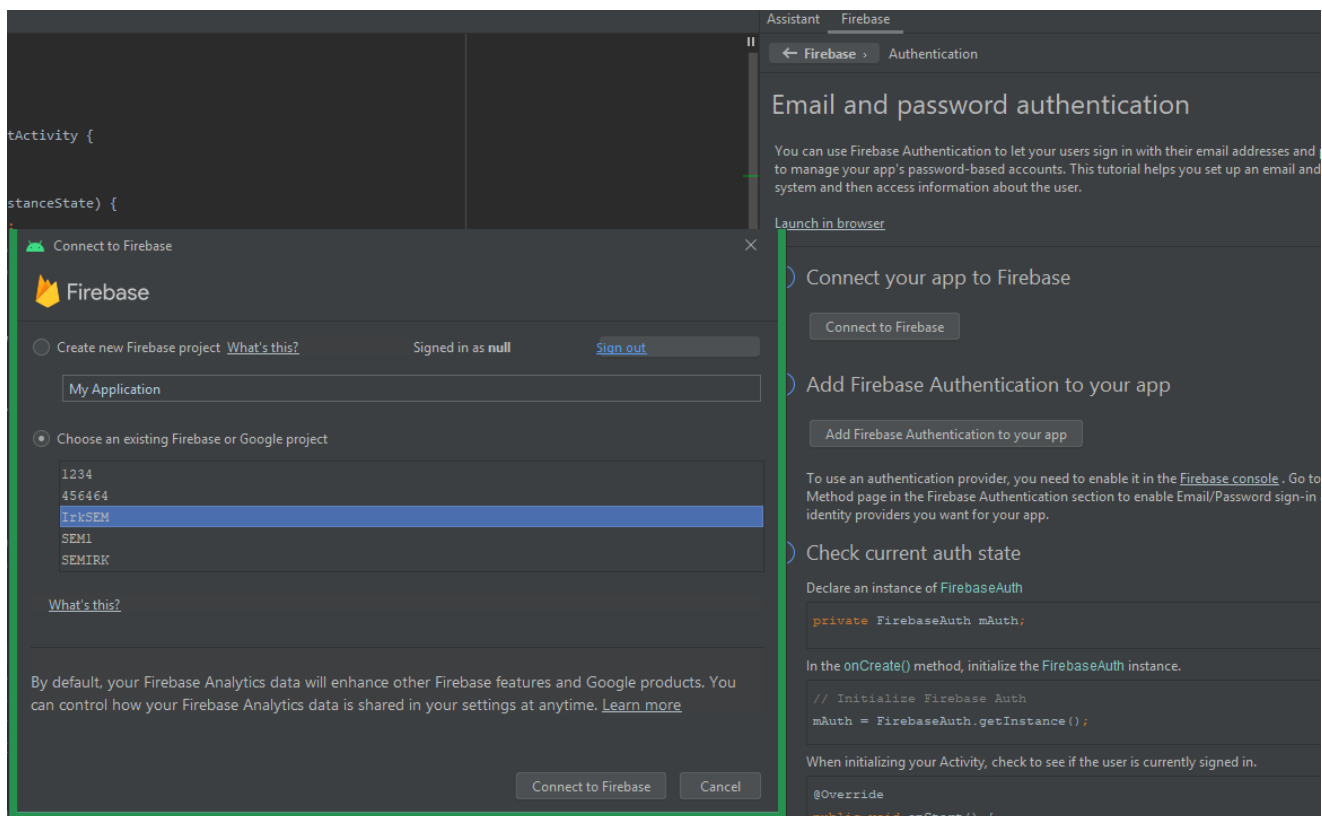 Assistant Firebase
← Firebase › Authentication
Email and password authentication
You can use Firebase Authentication to let your users sign in with their email addresses and
to manage your app's password-based accounts. This tutorial helps you set up an email and
system and then access information about the user.
Launch in browser
tActivity {
stanceState) {
Connect to Firebase
Firebase
Create new Firebase project What's this? Signed in as null Sign out
My Application
Choose an existing Firebase or Google project
1234
456464
IrkSEM
SEM1
SEMIRK
What's this?
By default, your Firebase Analytics data will enhance other Firebase features and Google products. You
can control how your Firebase Analytics data is shared in your settings at anytime. Learn more
Connect to Firebase Cancel
Connect your app to Firebase
Connect to Firebase
Add Firebase Authentication to your app
Add Firebase Authentication to your app
To use an authentication provider, you need to enable it in the Firebase console . Go to
Method page in the Firebase Authentication section to enable Email/Password sign-in
identity providers you want for your app.
Check current auth state
Declare an instance of FirebaseAuth
private FirebaseAuth mAuth;
In the onCreate() method, initialize the FirebaseAuth instance.
// Initialize Firebase Auth
mAuth = FirebaseAuth.getInstance();
When initializing your Activity, check to see if the user is currently signed in.
@Override
public void onStart() {